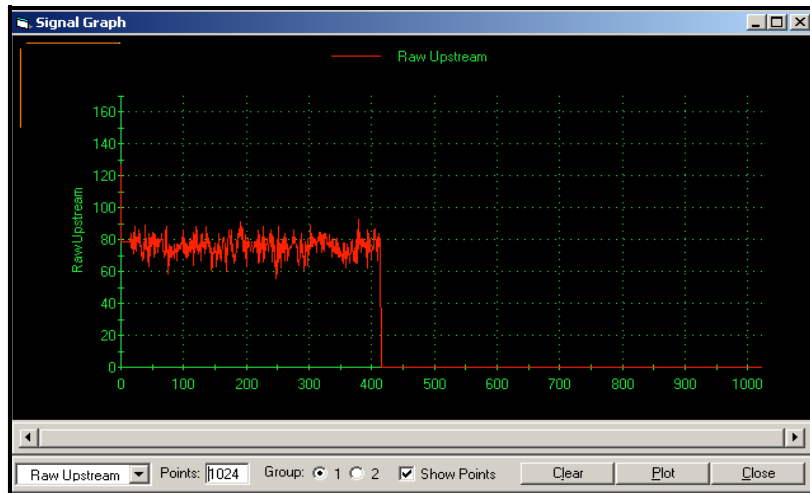 Signal Graph
Raw Upstream
160
140
120
100
80
60
40
20
0
Raw Upstream
0 100 200 300 400 500 600 700 800 900 1000
Raw Upstream Points: 1024 Group: 1 2 Show Points Clear Plot Close